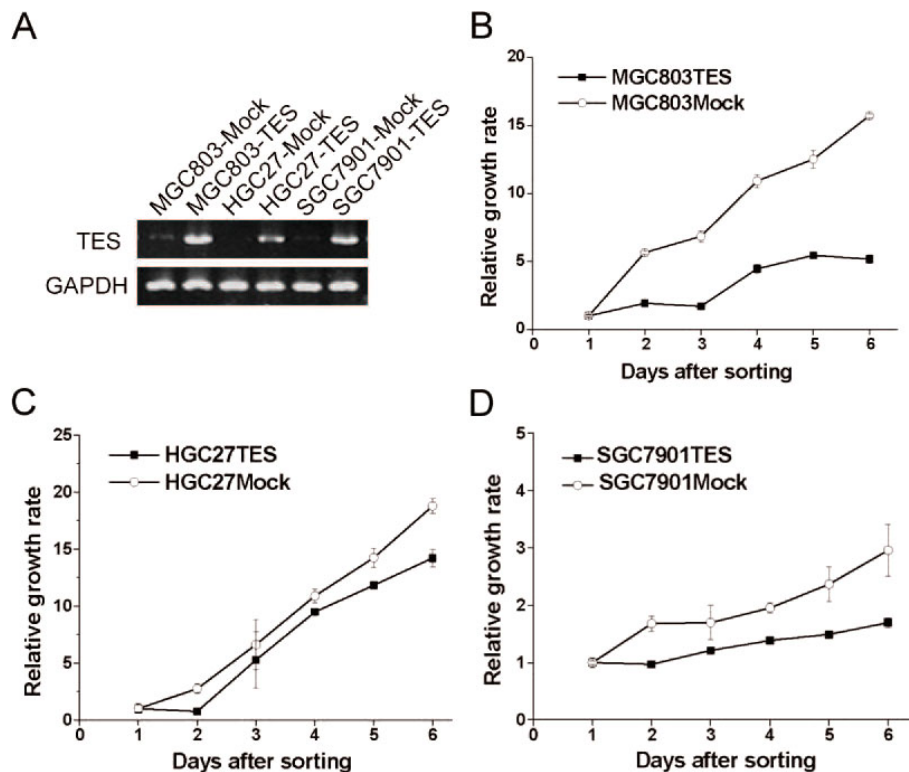 A
MGC803-Mock
MGC803-TES
HGC27-Mock
HGC27-TES
SGC7901-Mock
SGC7901-TES
TES
GAPDH
B
MGC803TES
MGC803Mock
Relative growth rate
20
15
10
5
0
0 1 2 3 4 5 6
Days after sorting
C
HGC27TES
HGC27Mock
Relative growth rate
25
20
15
10
5
0
0 1 2 3 4 5 6
Days after sorting
D
SGC7901TES
SGC7901Mock
Relative growth rate
5
4
3
2
1
0
0 1 2 3 4 5 6
Days after sorting